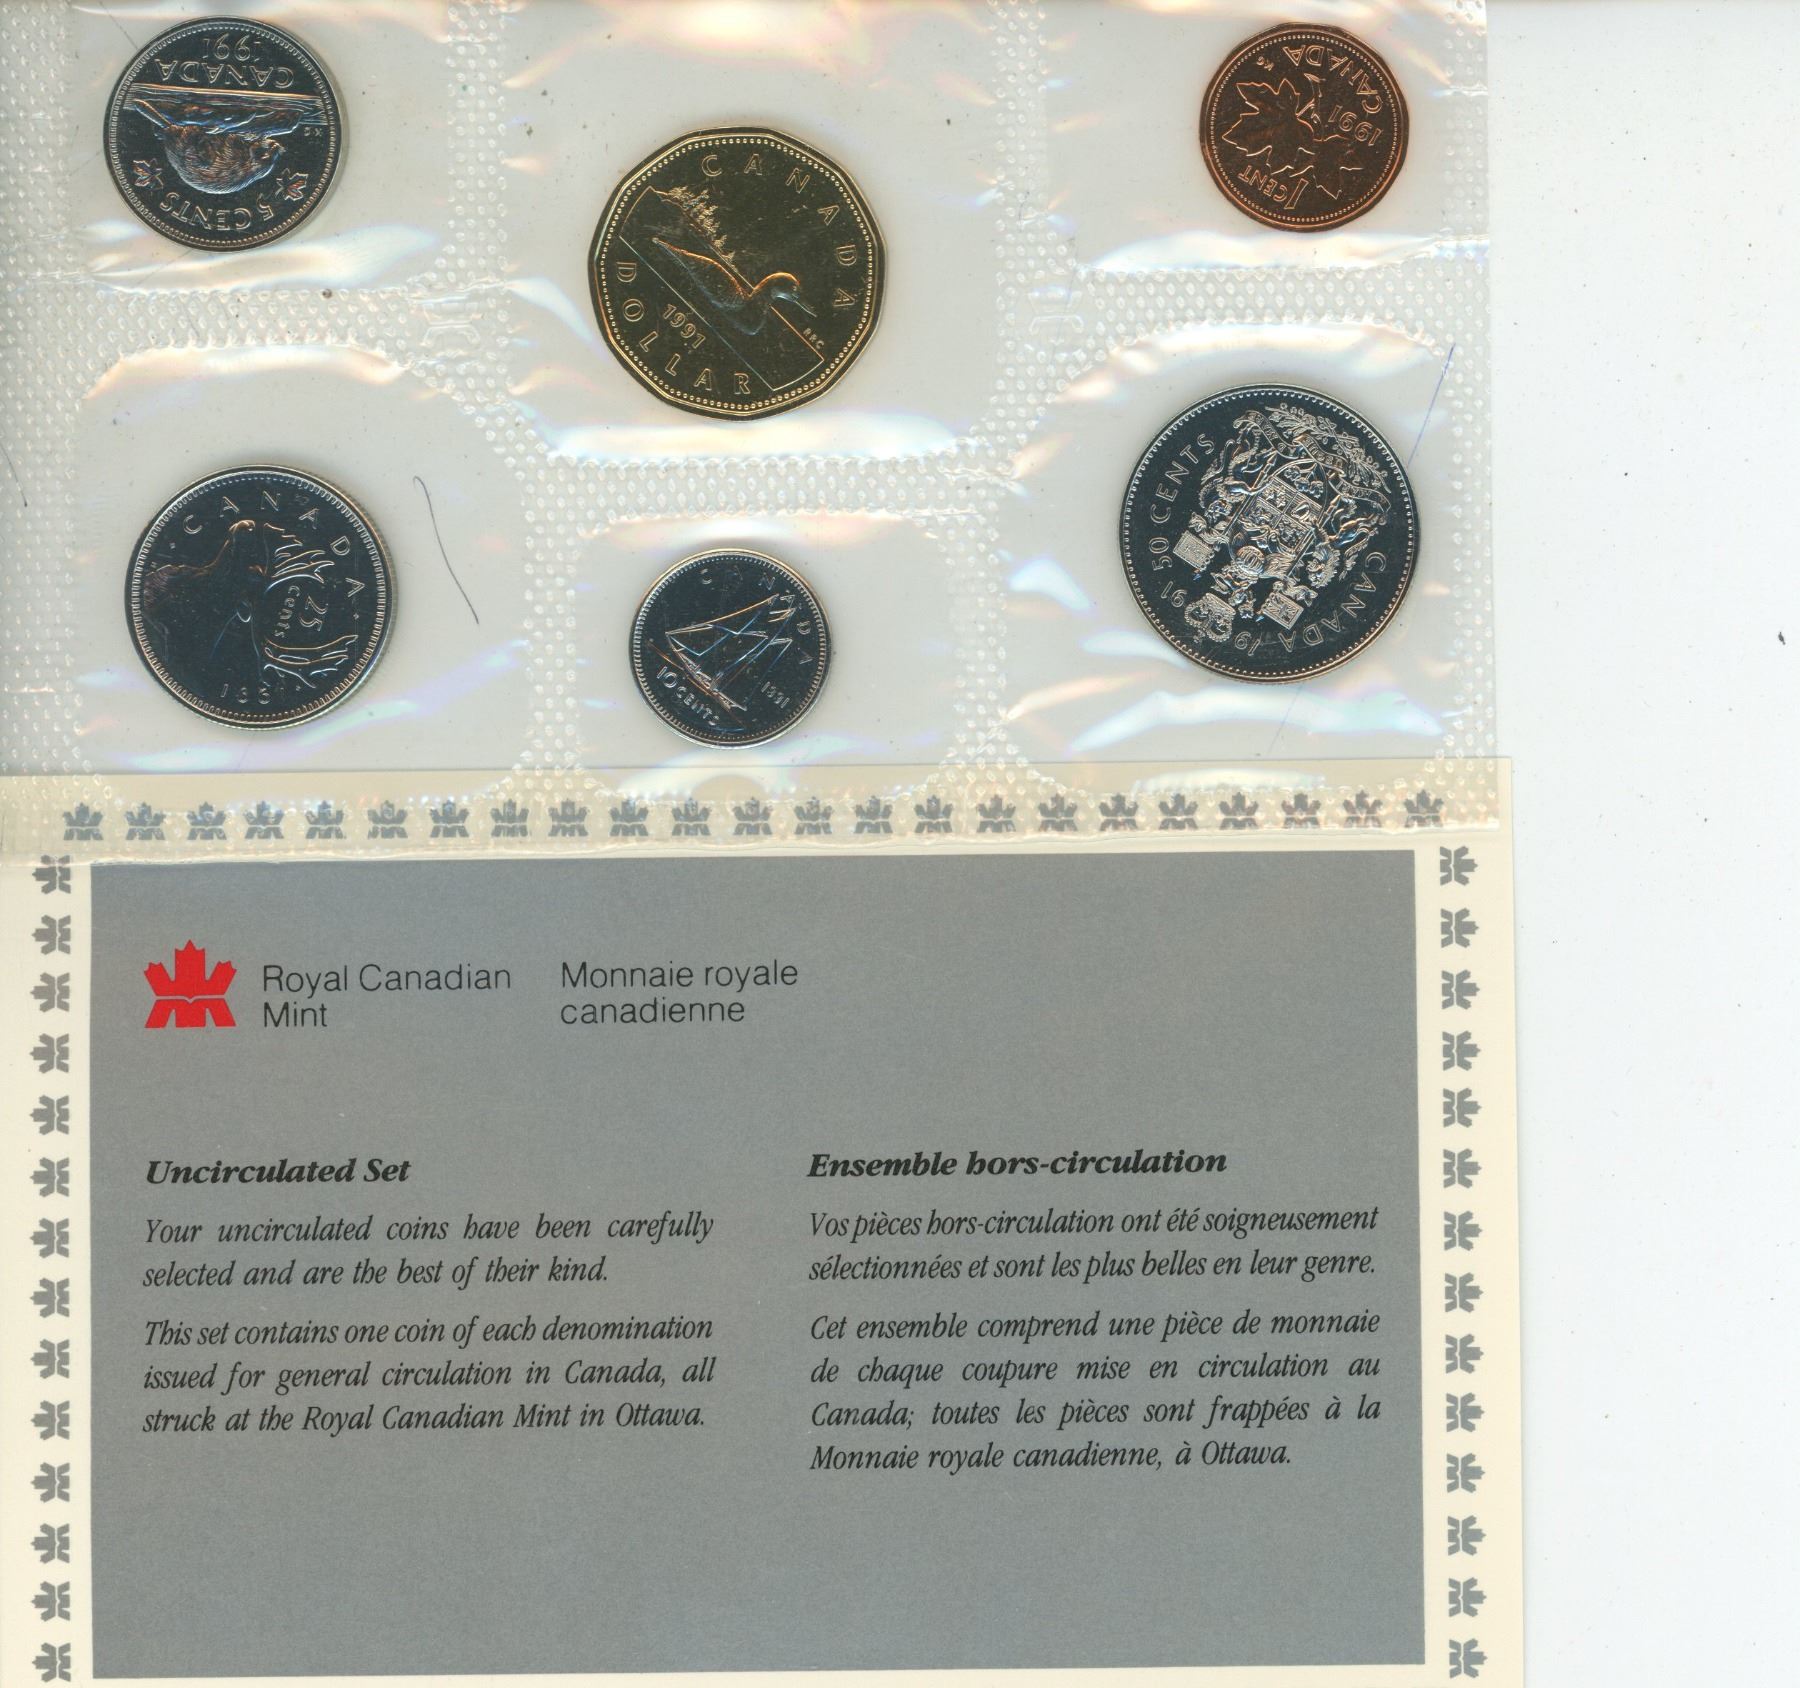 1991
CANADA
5 CENTS
KG
CANADA
1991
DOLLAR
RRC
1 CENT
1991
CANADA
KG
CANADA
25
cents
CANADA
1991
10 CENTS
50 CENTS
CANADA
1991
Royal Canadian
Mint
Monnaie royale
canadienne
Uncirculated Set
Your uncirculated coins have been carefully
selected and are the best of their kind.
This set contains one coin of each denomination
issued for general circulation in Canada, all
struck at the Royal Canadian Mint in Ottawa.
Ensemble hors-circulation
Vos pièces hors-circulation ont été soigneusement
sélectionnées et sont les plus belles en leur genre.
Cet ensemble comprend une pièce de monnaie
de chaque coupure mise en circulation au
Canada; toutes les pièces sont frappées à la
Monnaie royale canadienne, à Ottawa.